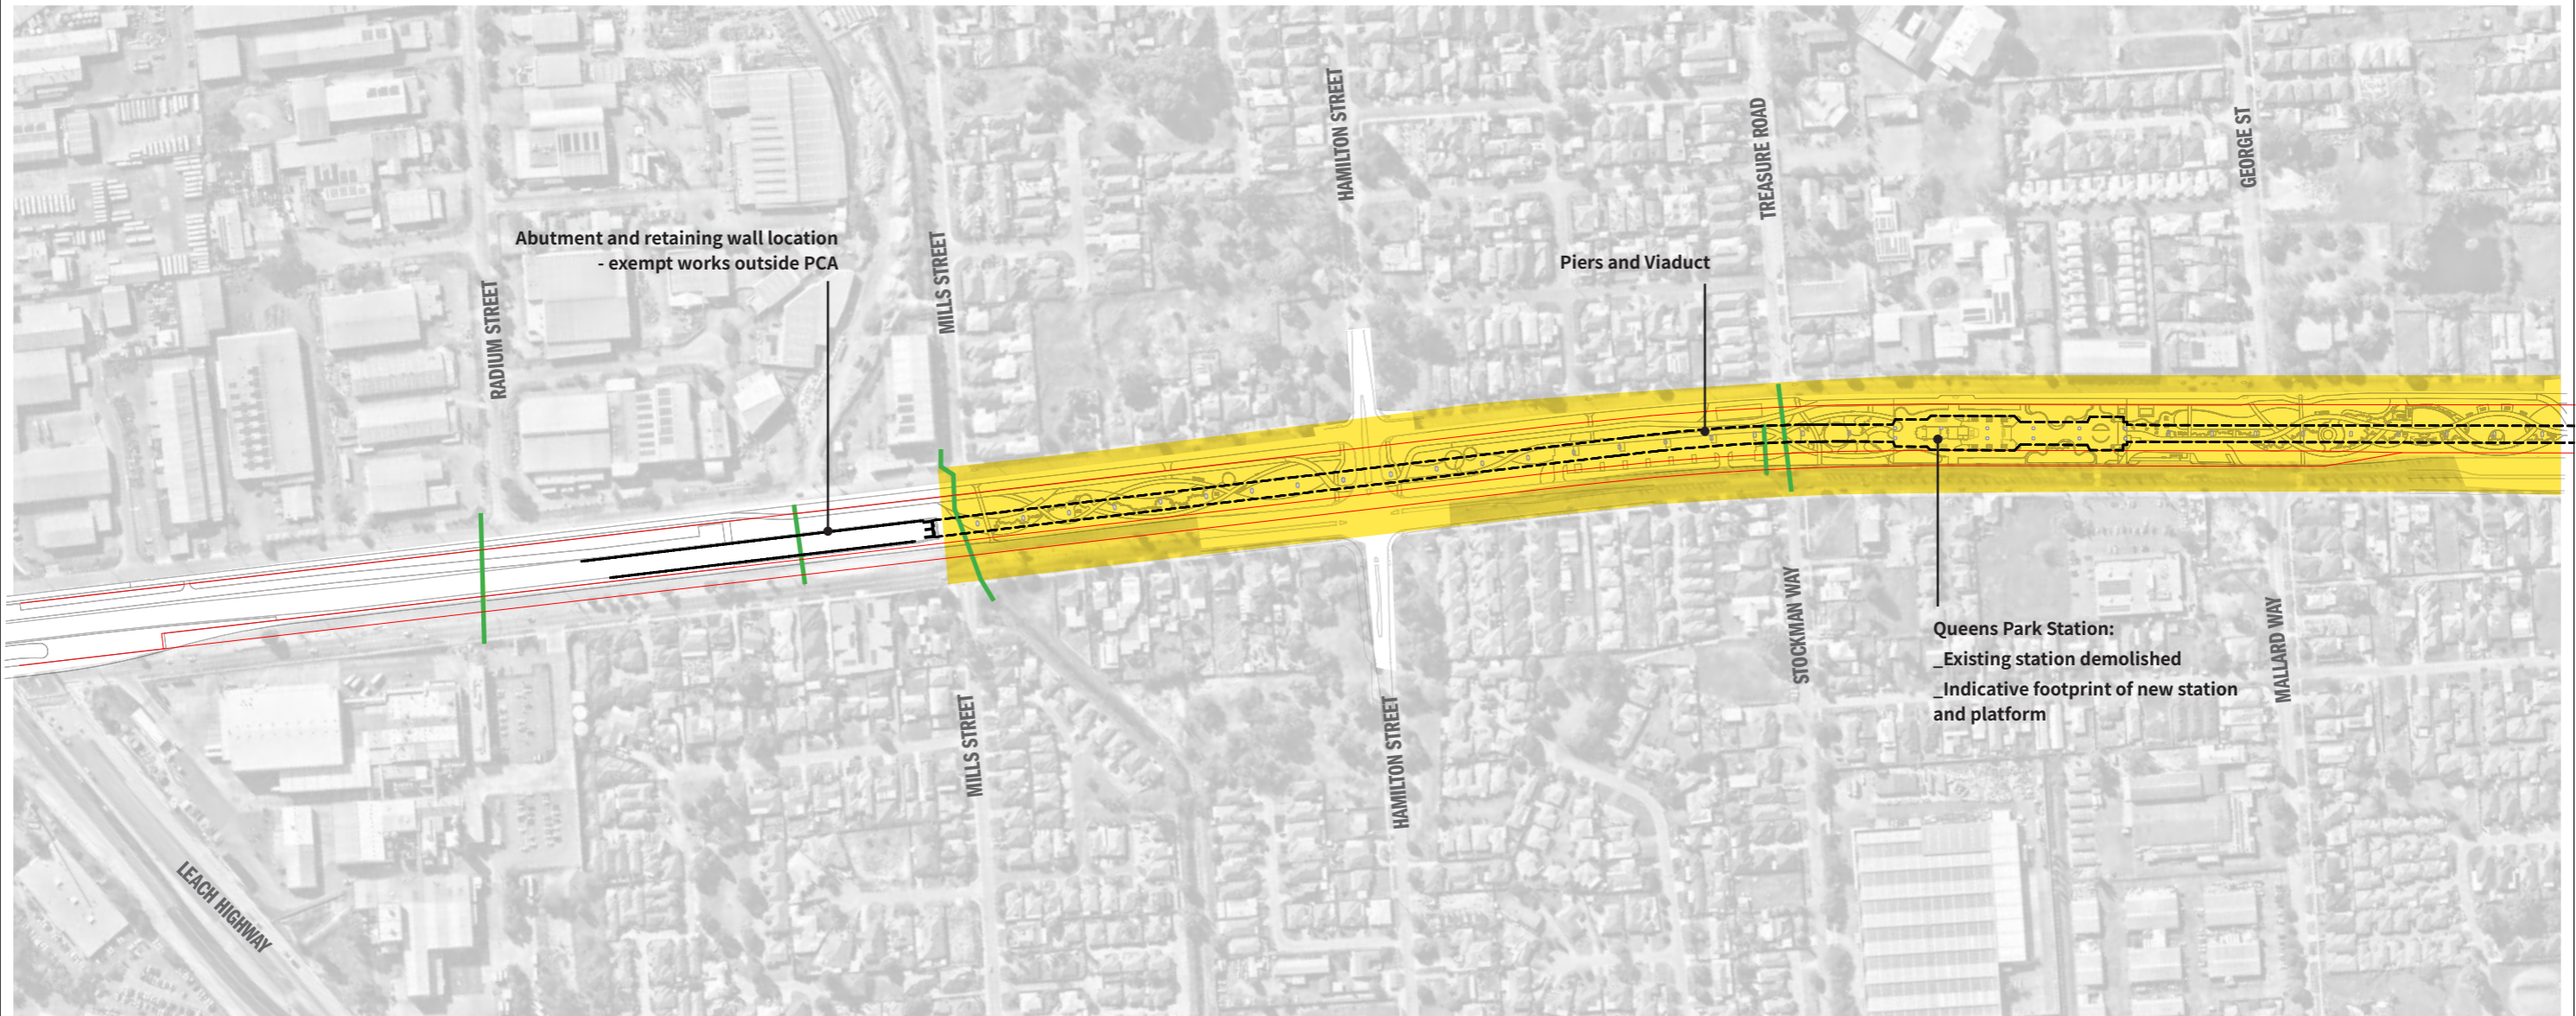 HAMILTON STREET
TREASURE ROAD
GEORGE ST
Abutment and retaining wall location
- exempt works outside PCA
MILLS STREET
Piers and Viaduct
RADIUM STREET
STOCKMAN WAY
MALLARD WAY
Queens Park Station:
_Existing station demolished
_Indicative footprint of new station
and platform
MILLS STREET
HAMILTON STREET
LEACH HIGHWAY